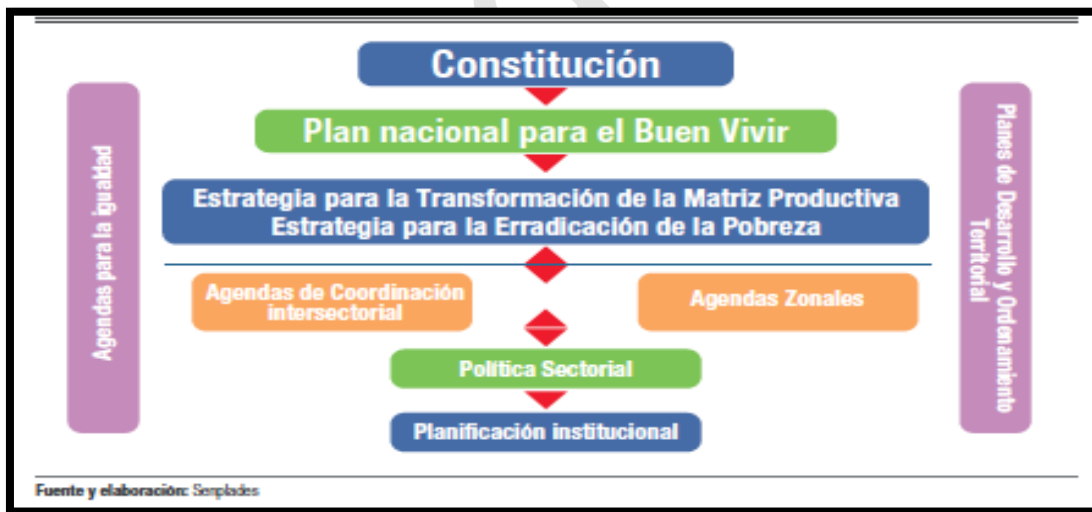 Constitución
Plan nacional para el Buen Vivir
Estrategia para la Transformación de la Matriz Productiva
Estrategia para la Erradicación de la Pobreza
Agendas para la igualdad
Agendas de Coordinación
intersectorial
Agendas Zonales
Planes de Desarrollo y Ordenamiento
Territorial
Política Sectorial
Planificación institucional
Fuente y elaboración: Senplades